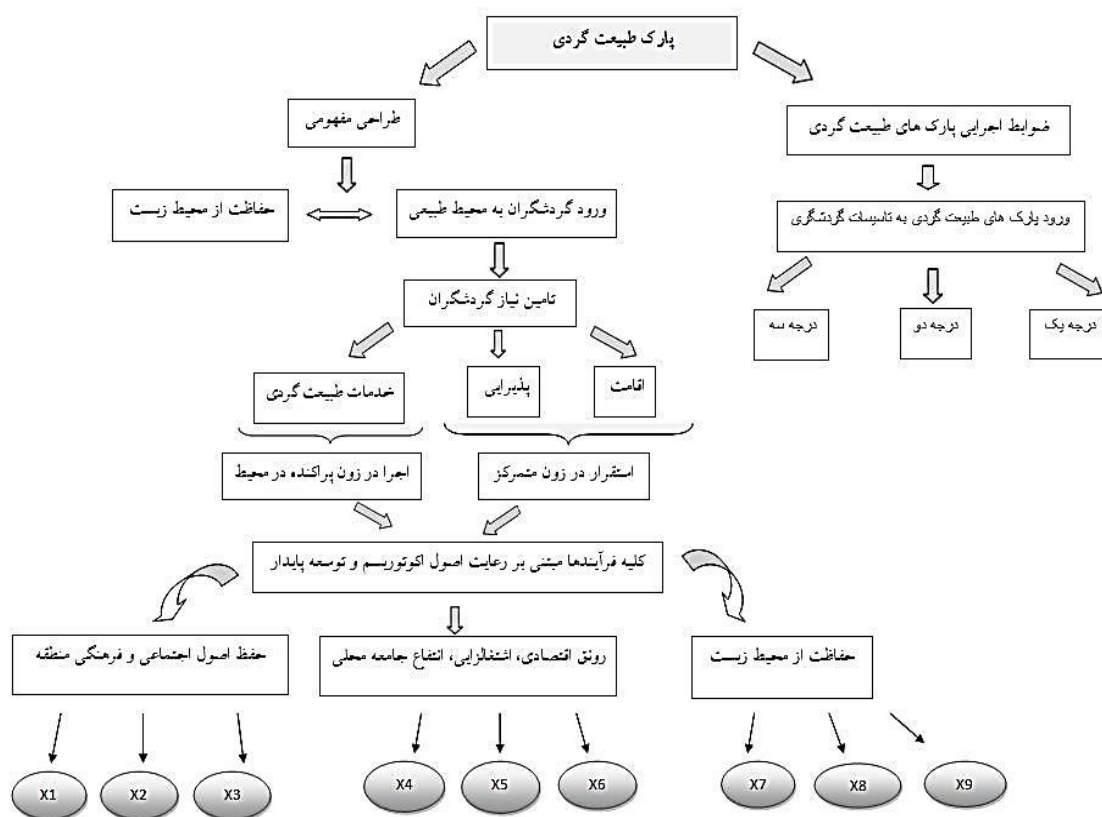 پارک طبیعت گردی
طراحی مفهومی
ضوابط اجرایی پارک های طبیعت گردی
حفاظت از محیط زیست
ورود گردشگران به محیط طبیعی
ورود پارک های طبیعت گردی به تاسیسات گردشگری
تامین نیاز گردشگران
درجه یک
درجه دو
درجه سه
اقامت
پذیرایی
خدمات طبیعت گردی
استقرار در زون متمرکز
اجرا در زون پراکنده در محیط
کلیه فرآیندها مبتنی بر رعایت اصول اکوتوریسم و توسعه پایدار
حفاظت از محیط زیست
رونق اقتصادی، اشتغالزایی، انتفاع جامعه محلی
حفظ اصول اجتماعی و فرهنگی منطقه
X1
X2
X3
X4
X5
X6
X7
X8
X9